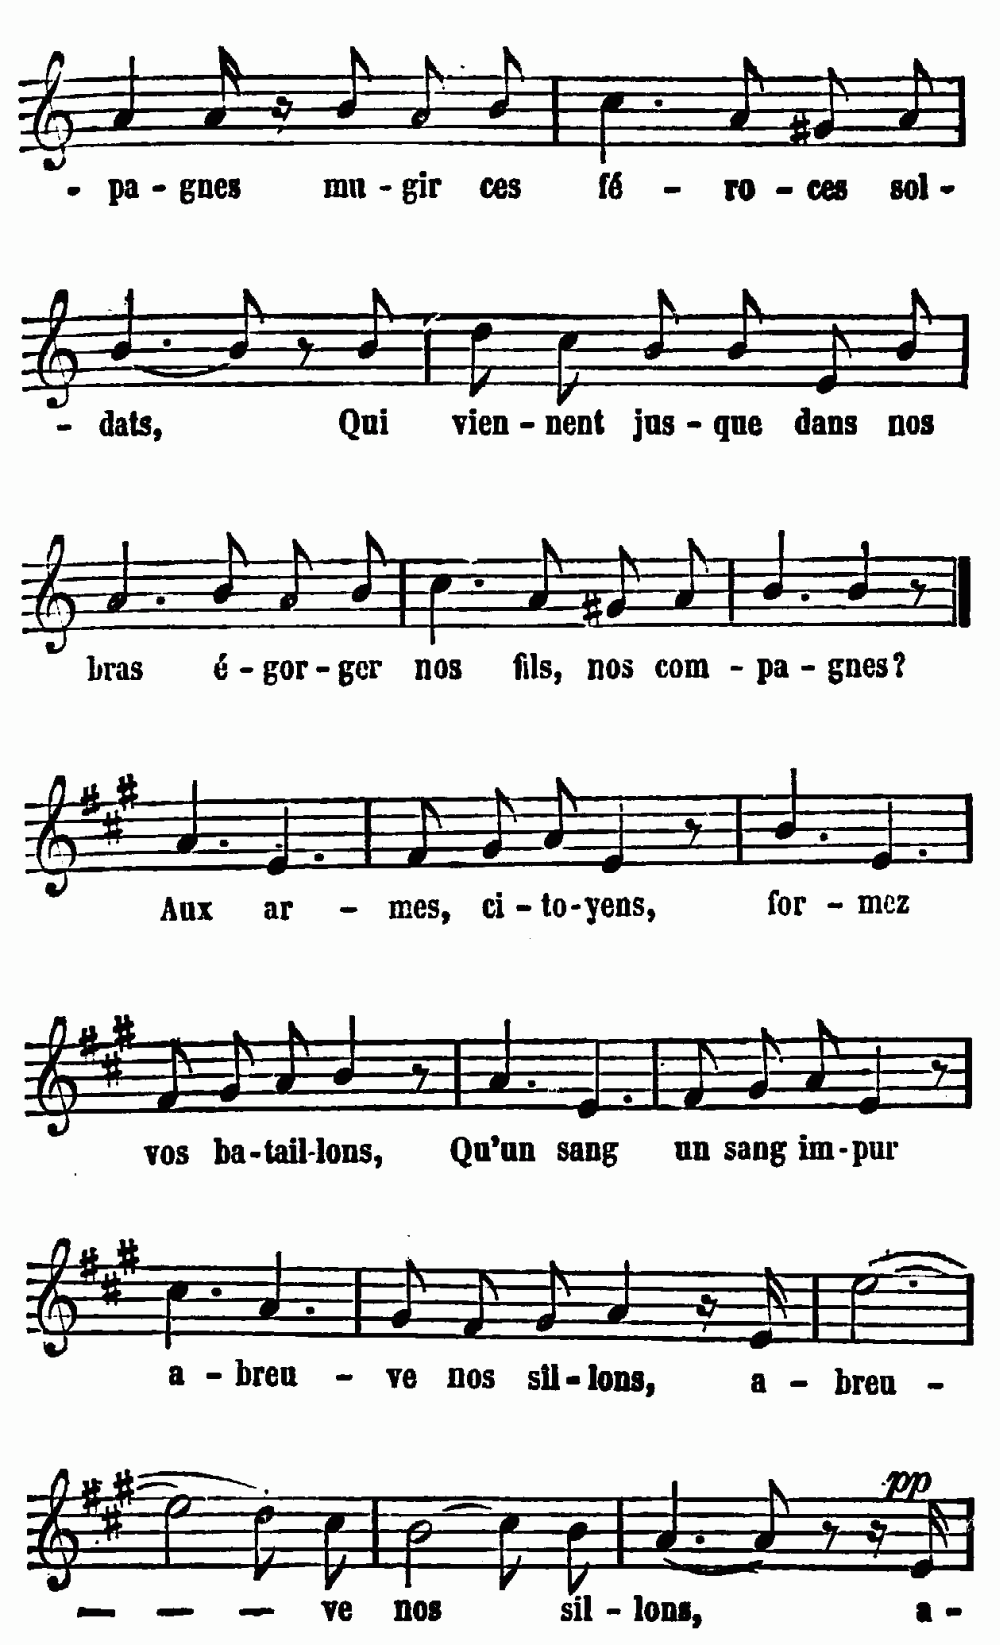 - pa - gnes mu - gir ces fé - ro - ces sol -
- dats, Qui vien - nent jus - que dans nos
bras é - gor - ger nos fils, nos com - pa - gnes?
Aux ar - mes, ci - to - yens, for - mez
vos ba - tail - lons, Qu'un sang un sang im - pur
a - breu - ve nos sil - lons, a - breu -
pp
— — — ve nos sil - lons, a -